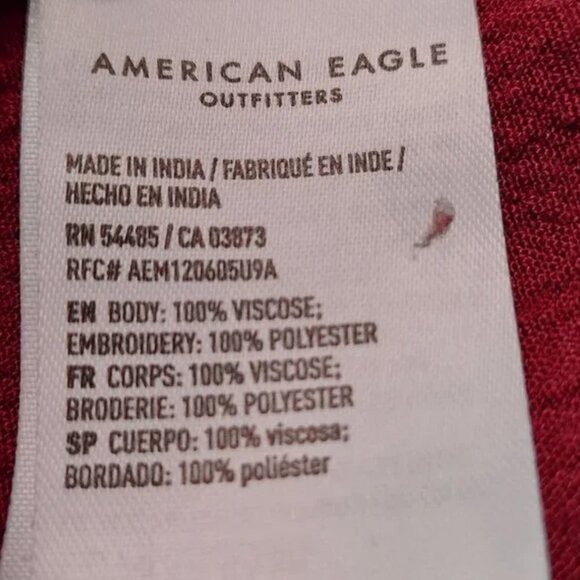 AMERICAN EAGLE
OUTFITTERS
MADE IN INDIA / FABRIQUÉ EN INDE /
HECHO EN INDIA
RN 54485 / CA 03873
RFC# AEM120605U9A
EN BODY: 100% VISCOSE;
EMBROIDERY: 100% POLYESTER
FR CORPS: 100% VISCOSE;
BRODERIE: 100% POLYESTER
SP CUERPO: 100% viscosa;
BORDADO: 100% poliéster